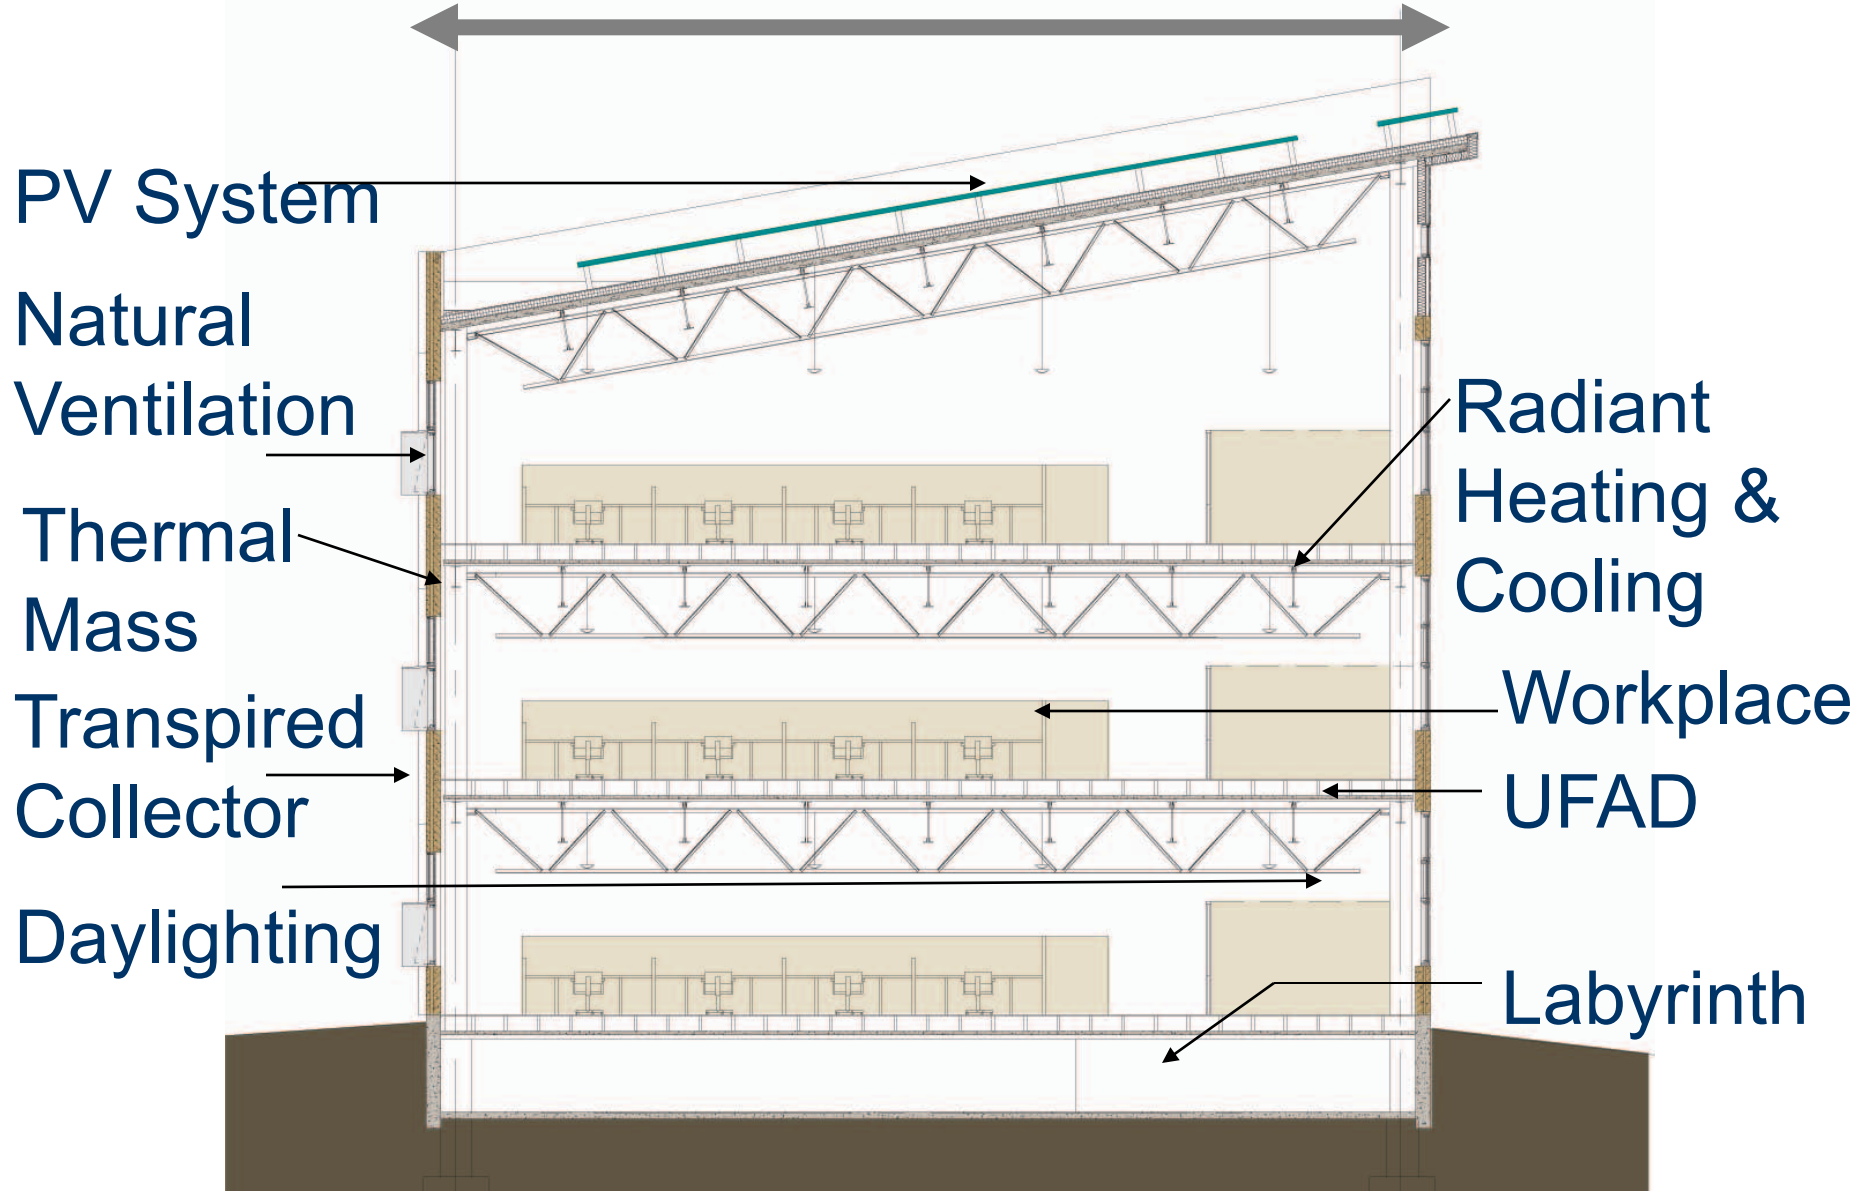 PV System
Natural
Ventilation
Thermal
Mass
Transpired
Collector
Daylighting
Radiant
Heating &
Cooling
Workplace
UFAD
Labyrinth